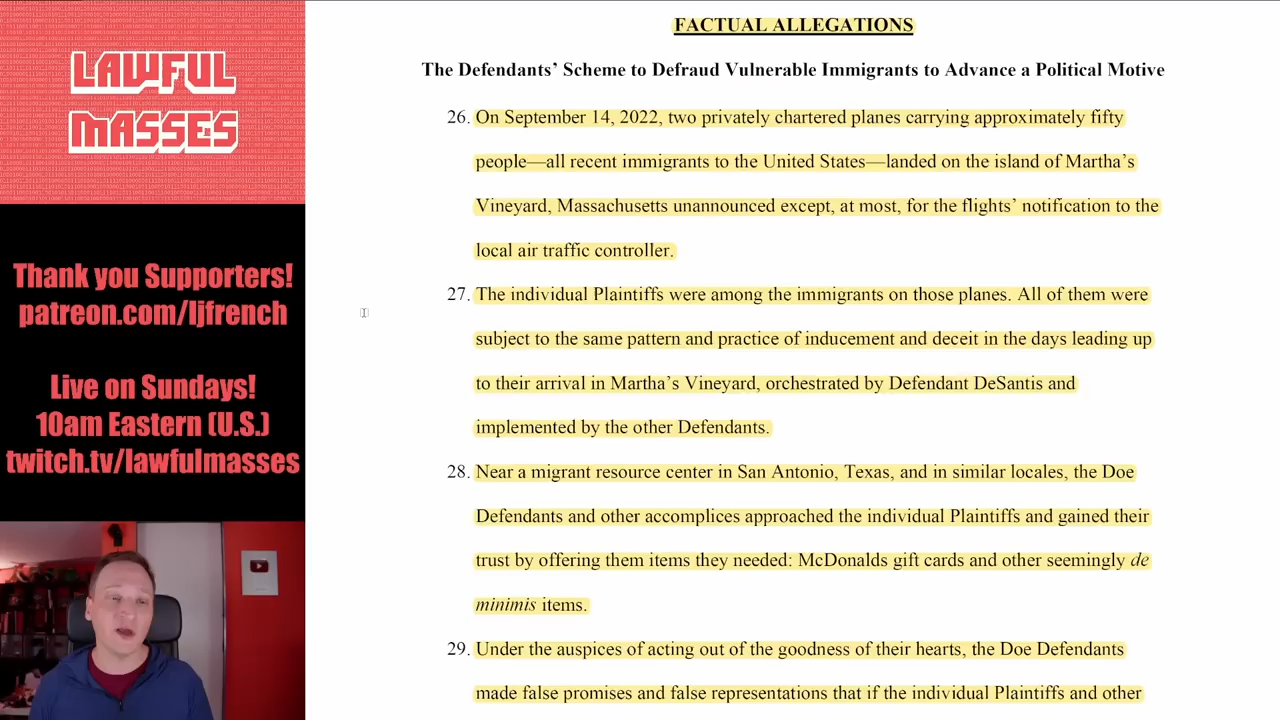 LAWFUL
MASSES
Thank you Supporters!
patreon.com/ljfrench
Live on Sundays!
10am Eastern (U.S.)
twitch.tv/lawfulmasses
FACTUAL ALLEGATIONS
The Defendants’ Scheme to Defraud Vulnerable Immigrants to Advance a Political Motive
26. On September 14, 2022, two privately chartered planes carrying approximately fifty
people—all recent immigrants to the United States—landed on the island of Martha’s
Vineyard, Massachusetts unannounced except, at most, for the flights’ notification to the
local air traffic controller.
27. The individual Plaintiffs were among the immigrants on those planes. All of them were
subject to the same pattern and practice of inducement and deceit in the days leading up
to their arrival in Martha’s Vineyard, orchestrated by Defendant DeSantis and
implemented by the other Defendants.
28. Near a migrant resource center in San Antonio, Texas, and in similar locales, the Doe
Defendants and other accomplices approached the individual Plaintiffs and gained their
trust by offering them items they needed: McDonalds gift cards and other seemingly de
minimis items.
29. Under the auspices of acting out of the goodness of their hearts, the Doe Defendants
made false promises and false representations that if the individual Plaintiffs and other